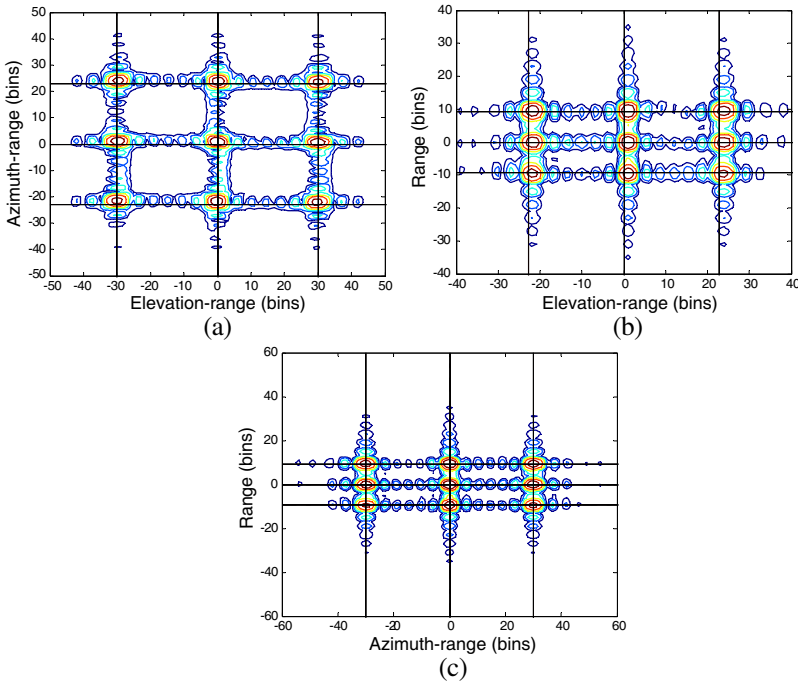 50
40
30
20
10
0
-10
-20
-30
-40
-50
-50 -40 -30 -20 -10 0 10 20 30 40 50
Azimuth-range (bins)
Elevation-range (bins)
(a)
40
30
20
10
0
-10
-20
-30
-40
-40 -30 -20 -10 0 10 20 30 40
Range (bins)
Elevation-range (bins)
(b)
60
40
20
0
-20
-40
-60
-60 -40 -20 0 20 40 60
Range (bins)
Azimuth-range (bins)
(c)